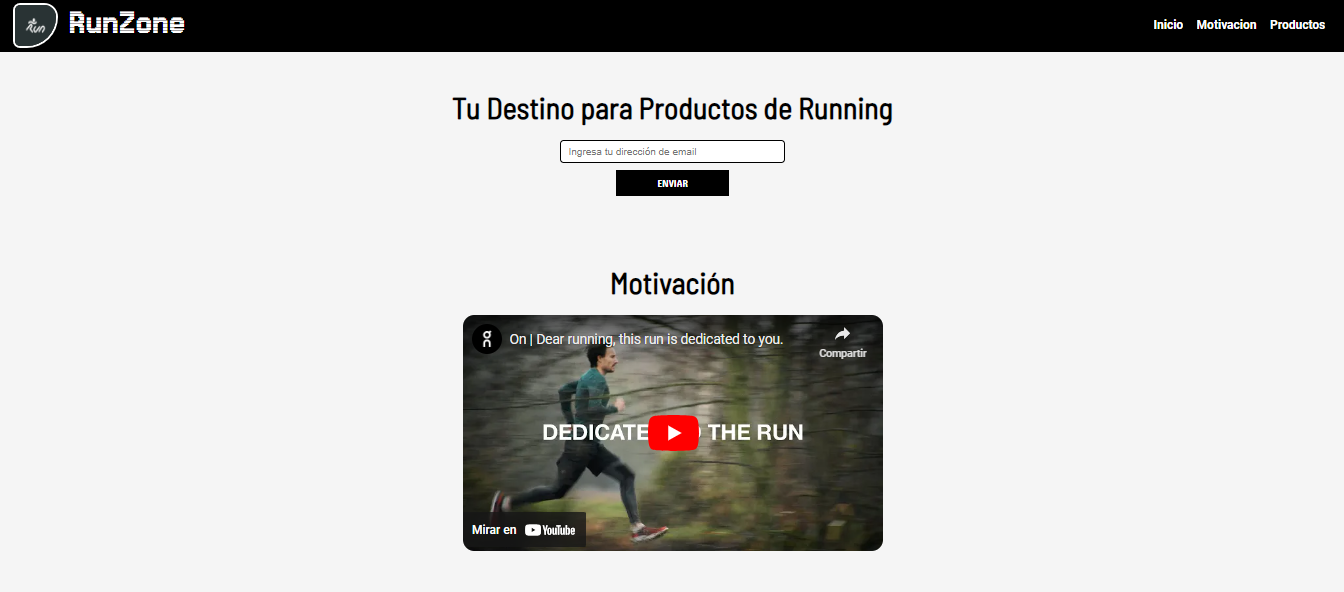 Run
RunZone
Inicio Motivacion Productos
Tu Destino para Productos de Running
Ingresa tu dirección de email
ENVIAR
Motivación
On | Dear running, this run is dedicated to you.
Compartir
DEDICATE THE RUN
Mirar en YouTube